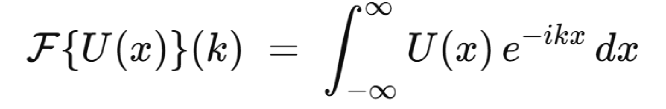 ℱ{U(x)}(k) = ∫_{-∞}^{∞} U(x) e^{-ikx} dx